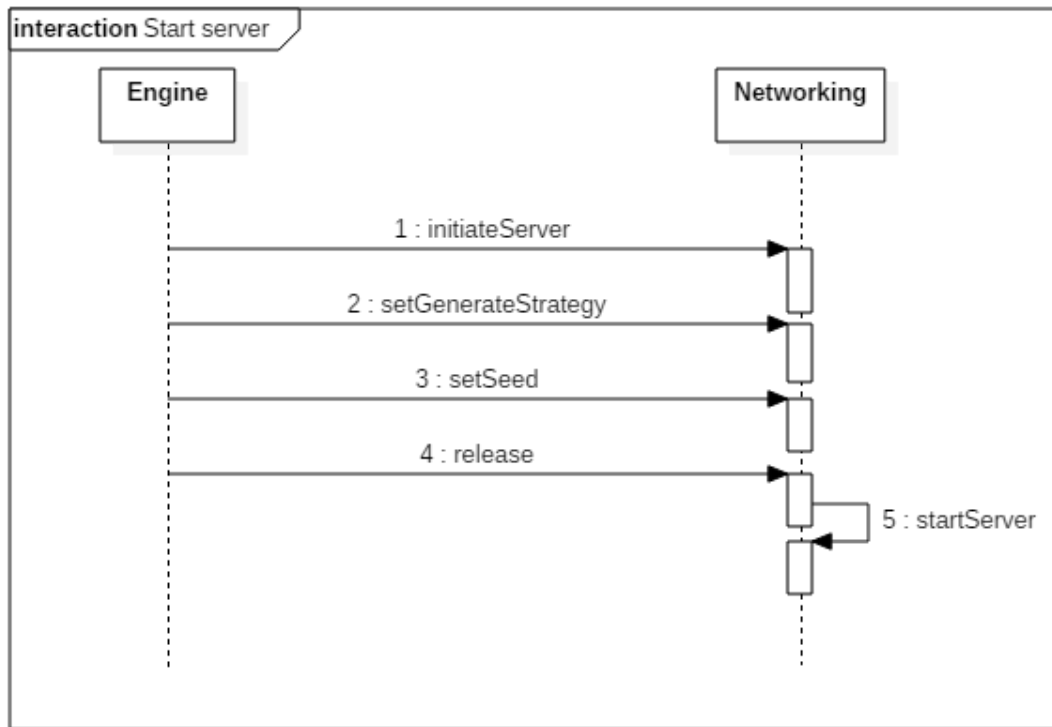 interaction Start server
Engine
Networking
1 : initiateServer
2 : setGenerateStrategy
3 : setSeed
4 : release
5 : startServer